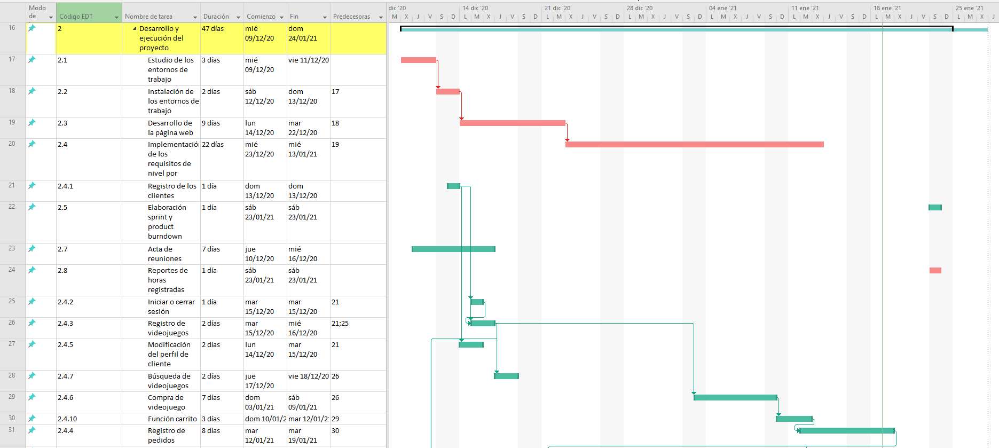 Modo de
Código EDT
Nombre de tarea
Duración
Comienzo
Fin
Predecesoras
dic '20
14 dic '20
21 dic '20
28 dic '20
04 ene '21
11 ene '21
18 ene '21
25 ene '21
M X J V S D L M X J V S D L M X J V S D L M X J V S D L M X J V S D L M X J V S D L M X J V S D L M X J
16
2
Desarrollo y
ejecución del
proyecto
47 días
mié
09/12/20
dom
24/01/21
17
2.1
Estudio de los
entornos de
trabajo
3 días
mié
09/12/20
vie 11/12/20
18
2.2
Instalación de
los entornos de
trabajo
2 días
sáb
12/12/20
dom
13/12/20
17
19
2.3
Desarrollo de
la página web
9 días
lun
14/12/20
mar
22/12/20
18
20
2.4
Implementació
de los
requisitos de
nivel por
22 días
mié
23/12/20
mié
13/01/21
19
21
2.4.1
Registro de los
clientes
1 día
dom
13/12/20
dom
13/12/20
22
2.5
Elaboración
sprint y
product
burndown
1 día
sáb
23/01/21
sáb
23/01/21
23
2.7
Acta de
reuniones
7 días
jue
10/12/20
mié
16/12/20
24
2.8
Reportes de
horas
registradas
1 día
sáb
23/01/21
sáb
23/01/21
25
2.4.2
Iniciar o cerrar
sesión
1 día
mar
15/12/20
mar
15/12/20
21
26
2.4.3
Registro de
videojuegos
2 días
mar
15/12/20
mié
16/12/20
21;25
27
2.4.5
Modificación
del perfil de
cliente
2 días
lun
14/12/20
mar
15/12/20
21
28
2.4.7
Búsqueda de
videojuegos
2 días
jue
17/12/20
vie 18/12/20
26
29
2.4.6
Compra de
videojuego
7 días
dom
03/01/21
sáb
09/01/21
26
30
2.4.10
Función carrito
3 días
dom 10/01/2
mar 12/01/2
29
31
2.4.4
Registro de
pedidos
8 días
mar
12/01/21
mar
19/01/21
30